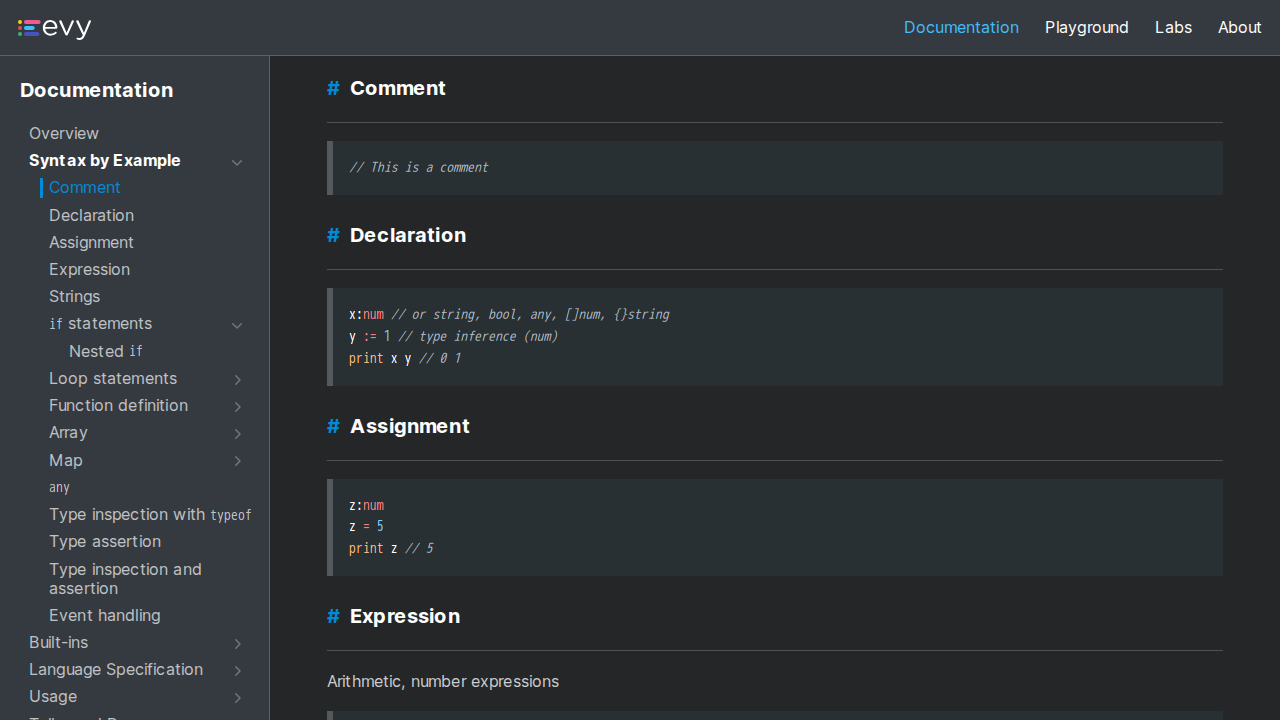 evy
Documentation
Playground
Labs
About
Documentation
Overview
Syntax by Example
Comment
Declaration
Assignment
Expression
Strings
if statements
Nested if
Loop statements
Function definition
Array
Map
any
Type inspection with typeof
Type assertion
Type inspection and
assertion
Event handling
Built-ins
Language Specification
Usage
# Comment
// This is a comment
# Declaration
x:num // or string, bool, any, []num, {}string
y := 1 // type inference (num)
print x y // 0 1
# Assignment
z:num
z = 5
print z // 5
# Expression
Arithmetic, number expressions